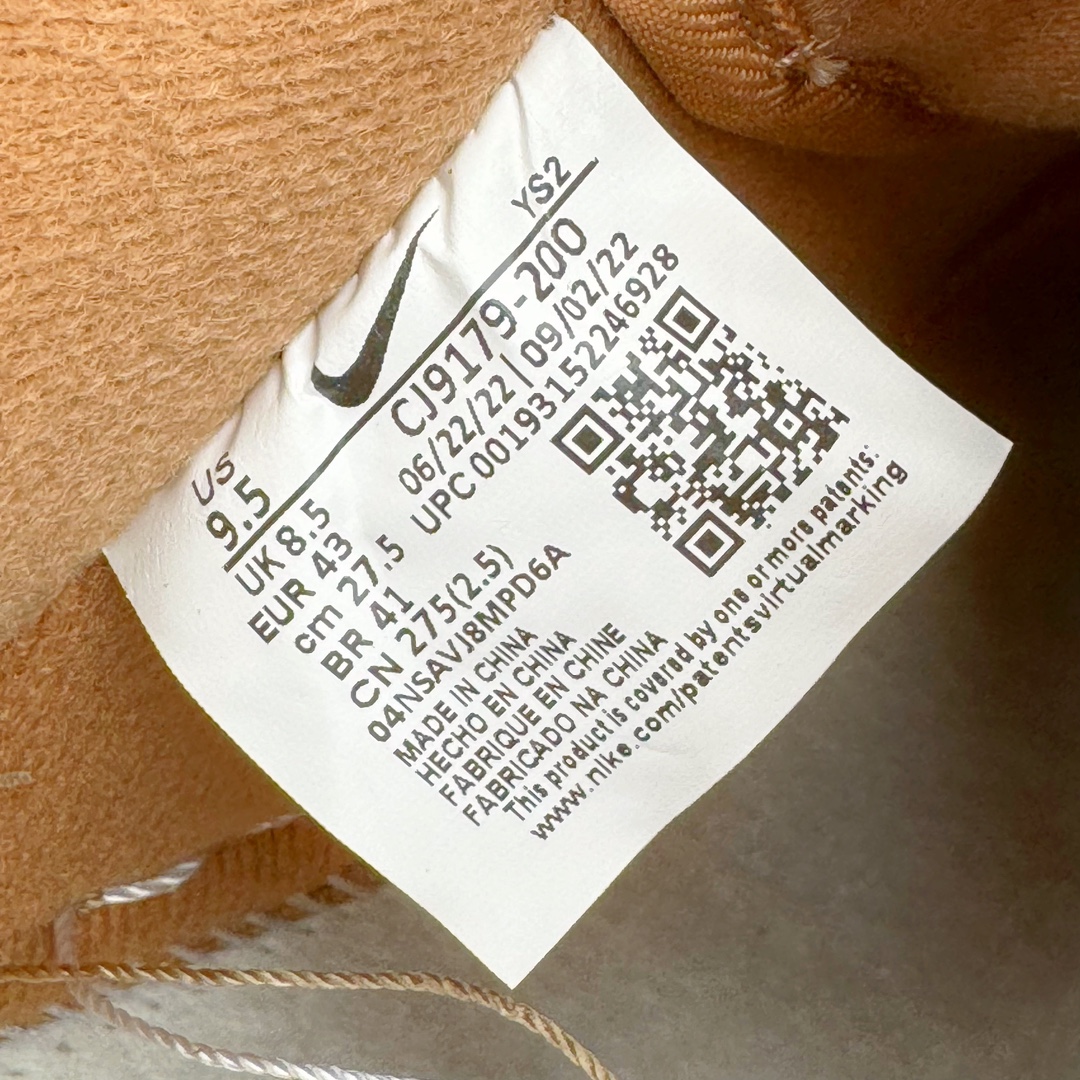 US YS2
9.5
UK 8.5 CJ9179-200
EUR 43 06/22/22 | 09/02/22
cm 27.5 UPC 00193152246928
BR 41
CN 275(2.5)
04NSAVJ8MPD6A
MADE IN CHINA
HECHO EN CHINA
FABRIQUE EN CHINE
FABRICADO NA CHINA
This product is covered by one or more patents:
www.nike.com/patentsvirtualmarking